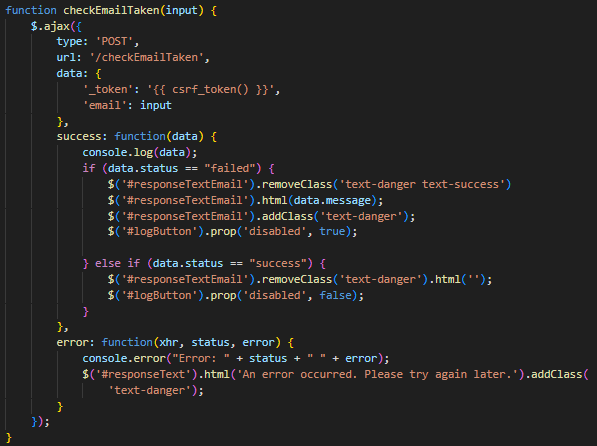 function checkEmailTaken(input) {
    $.ajax({
        type: 'POST',
        url: '/checkEmailTaken',
        data: {
            '_token': '{{ csrf_token() }}',
            'email': input
        },
        success: function(data) {
            console.log(data);
            if (data.status == "failed") {
                $('#responseTextEmail').removeClass('text-danger text-success')
                $('#responseTextEmail').html(data.message);
                $('#responseTextEmail').addClass('text-danger');
                $('#logButton').prop('disabled', true);

            } else if (data.status == "success") {
                $('#responseTextEmail').removeClass('text-danger').html('');
                $('#logButton').prop('disabled', false);
            }
        },
        error: function(xhr, status, error) {
            console.error("Error: " + status + " " + error);
            $('#responseText').html('An error occurred. Please try again later.').addClass(
                'text-danger');
        }
    });
}